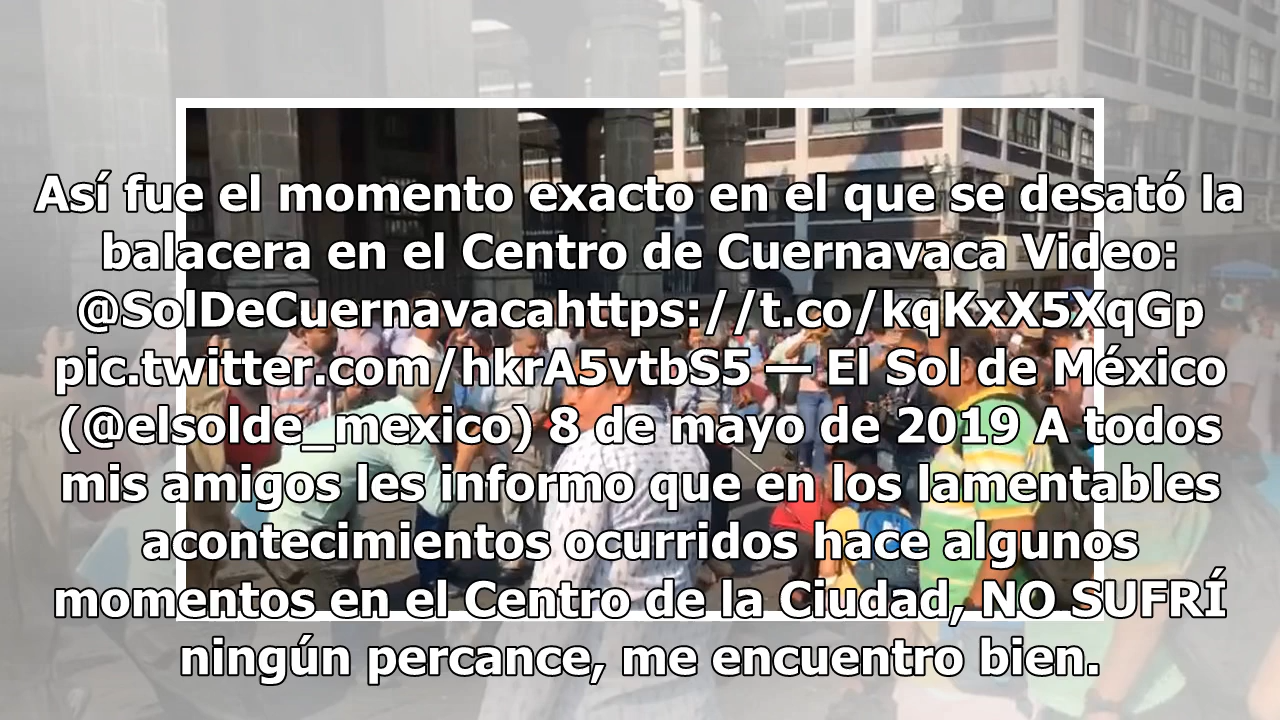 Así fue el momento exacto en el que se desató la
balacera en el Centro de Cuernavaca Video:
@SolDeCuernavacahttps://t.co/kqKxX5XqGp
pic.twitter.com/hkrA5vtbS5 — El Sol de México
(@elsolde_mexico) 8 de mayo de 2019 A todos
mis amigos les informo que en los lamentables
acontecimientos ocurridos hace algunos
momentos en el Centro de la Ciudad, NO SUFRÍ
ningún percance, me encuentro bien.